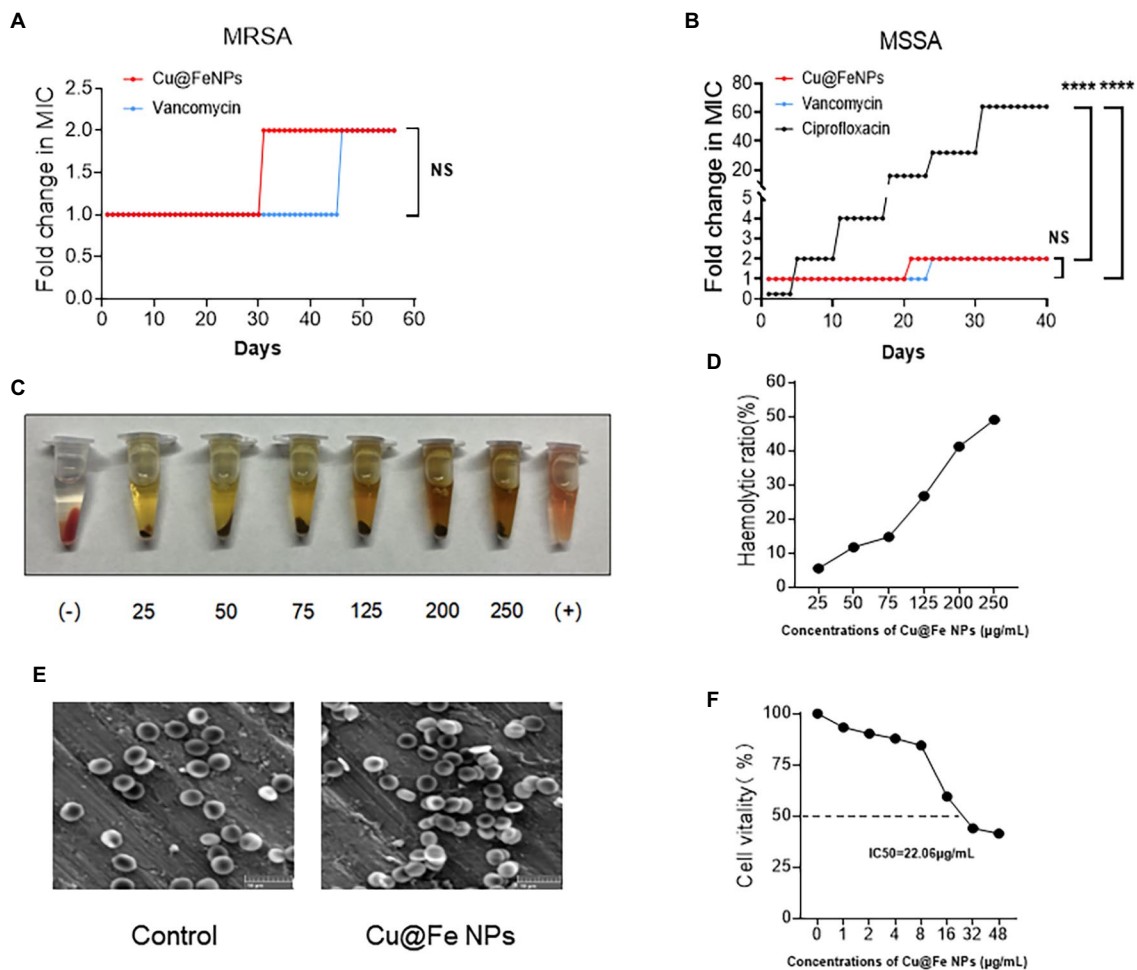 A
MRSA
Cu@FeNPs
Vancomycin
Fold change in MIC
2.5
2.0
1.5
1.0
0.5
0.0
NS
0 10 20 30 40 50 60
Days
B
MSSA
Cu@FeNPs
Vancomycin
Ciprofloxacin
**** ****
Fold change in MIC
80
60
40
20
5
4
3
2
1
0
NS
0 10 20 30 40
Days
C
(-) 25 50 75 125 200 250 (+)
D
Haemolytic ratio(%)
60
50
40
30
20
10
0
25 50 75 125 200 250
Concentrations of Cu@Fe NPs (μg/mL)
E
Control Cu@Fe NPs
F
Cell vitality( %)
100
75
50
25
0
IC50=22.06μg/mL
0 1 2 4 8 16 32 48
Concentrations of Cu@Fe NPs (μg/mL)